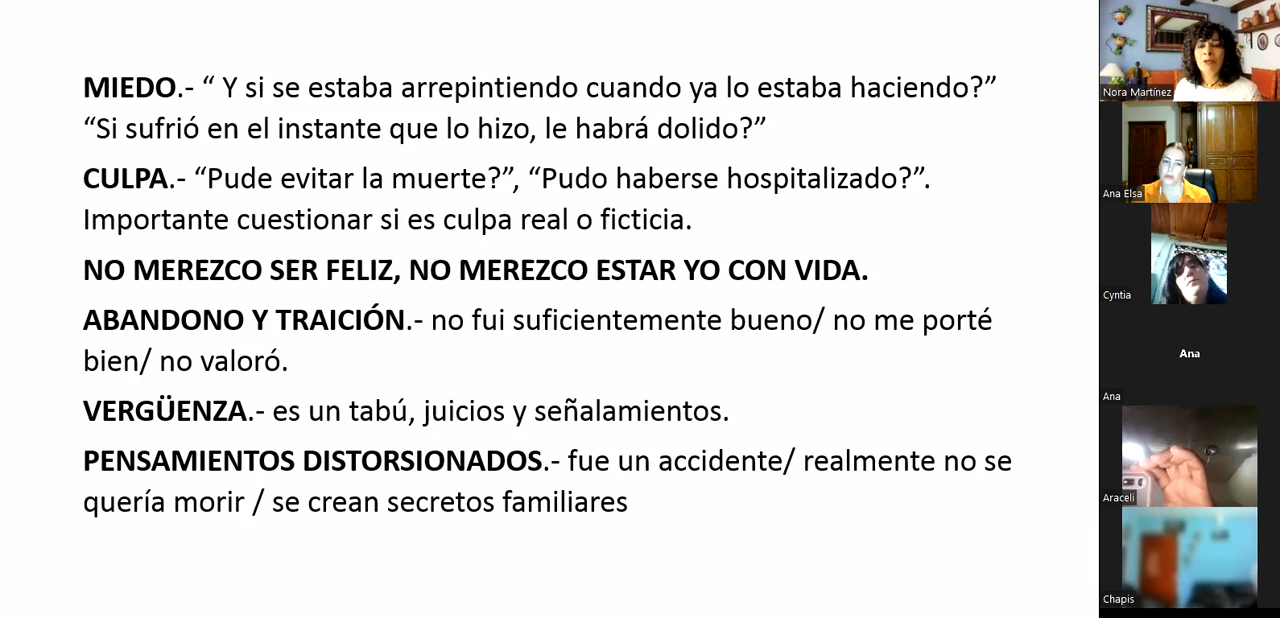 MIEDO.- “ Y si se estaba arrepintiendo cuando ya lo estaba haciendo?”
“Si sufrió en el instante que lo hizo, le habrá dolido?”
CULPA.- “Pude evitar la muerte?”, “Pudo haberse hospitalizado?”.
Importante cuestionar si es culpa real o ficticia.
NO MEREZCO SER FELIZ, NO MEREZCO ESTAR YO CON VIDA.
ABANDONO Y TRAICIÓN.- no fui suficientemente bueno/ no me porté
bien/ no valoró.
VERGÜENZA.- es un tabú, juicios y señalamientos.
PENSAMIENTOS DISTORSIONADOS.- fue un accidente/ realmente no se
quería morir / se crean secretos familiares
Nora Martínez
Ana Elsa
Cyntia
Ana
Ana
Araceli
Chapis